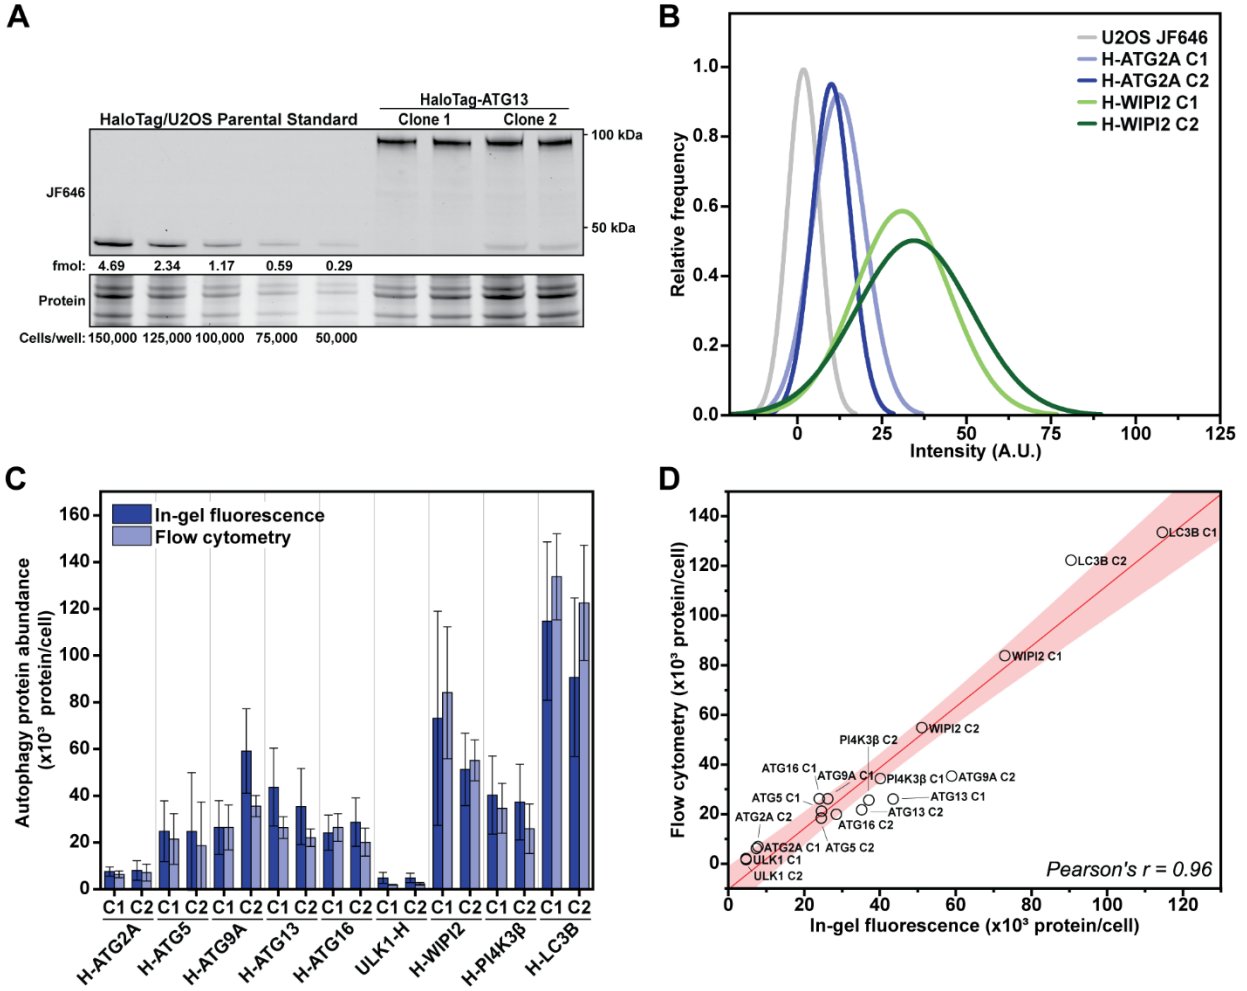 A
HaloTag-ATG13
HaloTag/U2OS Parental Standard
Clone 1 Clone 2
100 kDa
JF646
50 kDa
fmol: 4.69 2.34 1.17 0.59 0.29
Protein
Cells/well: 150,000 125,000 100,000 75,000 50,000
B
U2OS JF646
H-ATG2A C1
H-ATG2A C2
H-WIPI2 C1
H-WIPI2 C2
Relative frequency
1.0
0.8
0.6
0.4
0.2
0.0
0 25 50 75 100 125
Intensity (A.U.)
C
In-gel fluorescence
Flow cytometry
Autophagy protein abundance
(x10³ protein/cell)
160
140
120
100
80
60
40
20
0
C1 C2 C1 C2 C1 C2 C1 C2 C1 C2 C1 C2 C1 C2 C1 C2 C1 C2
H-ATG2A
H-ATG5
H-ATG9A
H-ATG13
H-ATG16
ULK1-H
H-WIPI2
H-PI4K3β
H-LC3B
D
Flow cytometry (x10³ protein/cell)
140
120
100
80
60
40
20
0
LC3B C1
LC3B C2
WIPI2 C1
WIPI2 C2
PI4K3β C2
ATG16 C1
ATG9A C1
PI4K3β C1
ATG9A C2
ATG5 C1
ATG13 C1
ATG2A C2
ATG13 C2
ATG16 C2
ATG2A C1
ATG5 C2
ULK1 C1
ULK1 C2
Pearson's r = 0.96
0 20 40 60 80 100 120
In-gel fluorescence (x10³ protein/cell)